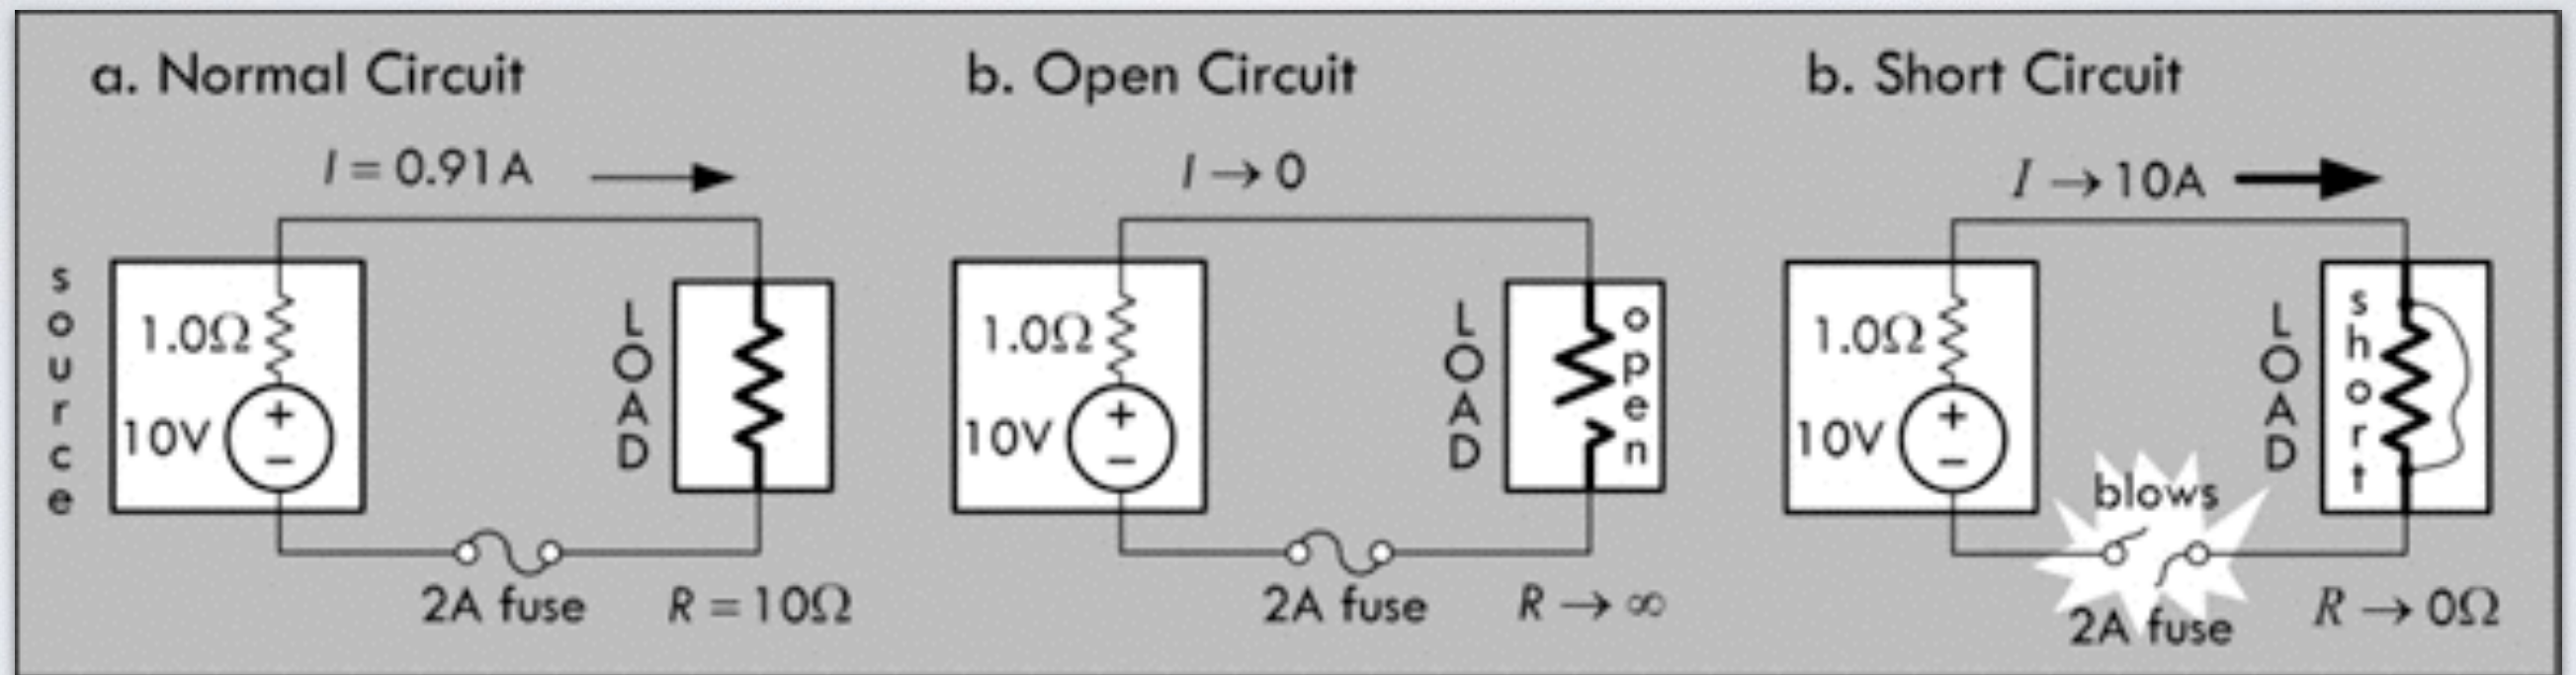 a. Normal Circuit
I = 0.91A
source
1.0Ω
10V
+
−
LOAD
2A fuse
R = 10Ω
b. Open Circuit
I → 0
1.0Ω
10V
+
−
LOAD
open
2A fuse
R → ∞
b. Short Circuit
I → 10A
1.0Ω
10V
+
−
LOAD
short
blows
2A fuse
R → 0Ω